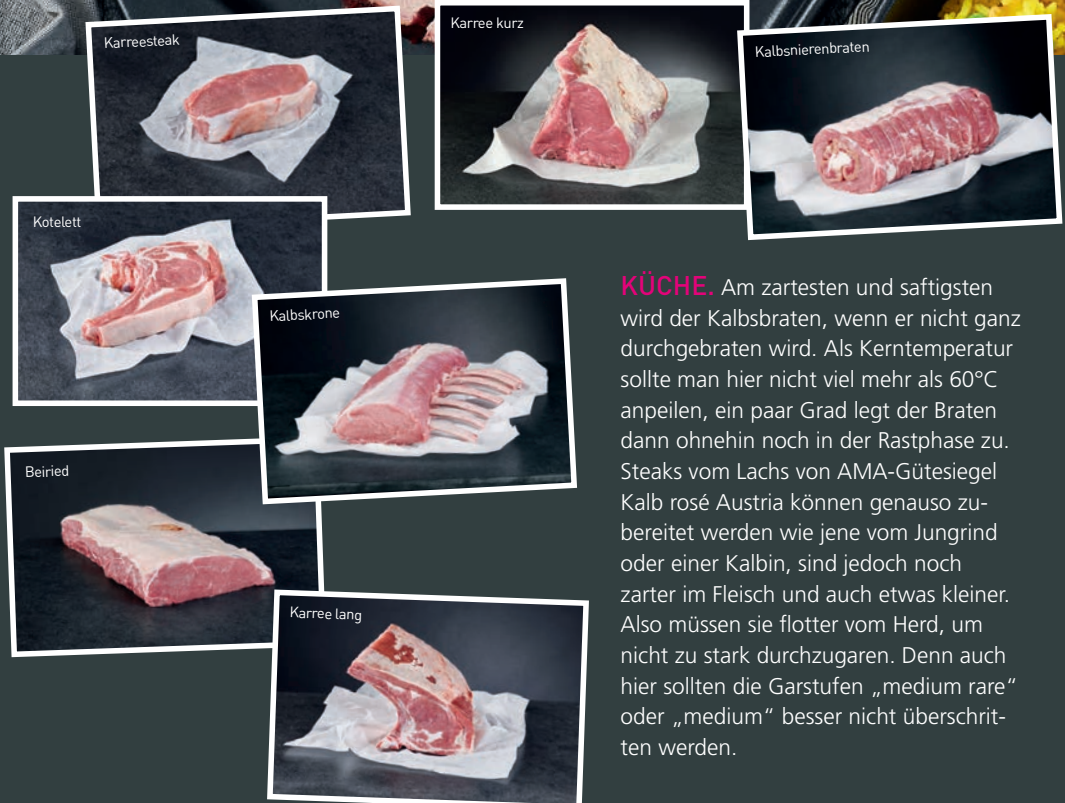 Karreesteak
Karree kurz
Kalbsnierenbraten
Kotelett
Kalbskrone
Beiried
Karree lang
KÜCHE. Am zartesten und saftigsten
wird der Kalbsbraten, wenn er nicht ganz
durchgebraten wird. Als Kerntemperatur
sollte man hier nicht viel mehr als 60°C
anpeilen, ein paar Grad legt der Braten
dann ohnehin noch in der Rastphase zu.
Steaks vom Lachs von AMA-Gütesiegel
Kalb rosé Austria können genauso zu-
bereitet werden wie jene vom Jungrind
oder einer Kalbin, sind jedoch noch
zarter im Fleisch und auch etwas kleiner.
Also müssen sie flotter vom Herd, um
nicht zu stark durchzugaren. Denn auch
hier sollten die Garstufen „medium rare“
oder „medium“ besser nicht überschrit-
ten werden.